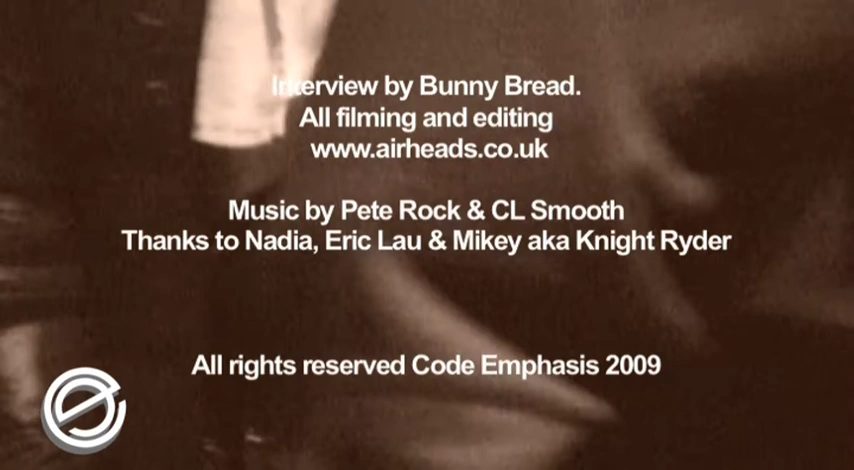 Interview by Bunny Bread.
All filming and editing
www.airheads.co.uk
Music by Pete Rock & CL Smooth
Thanks to Nadia, Eric Lau & Mikey aka Knight Ryder
All rights reserved Code Emphasis 2009